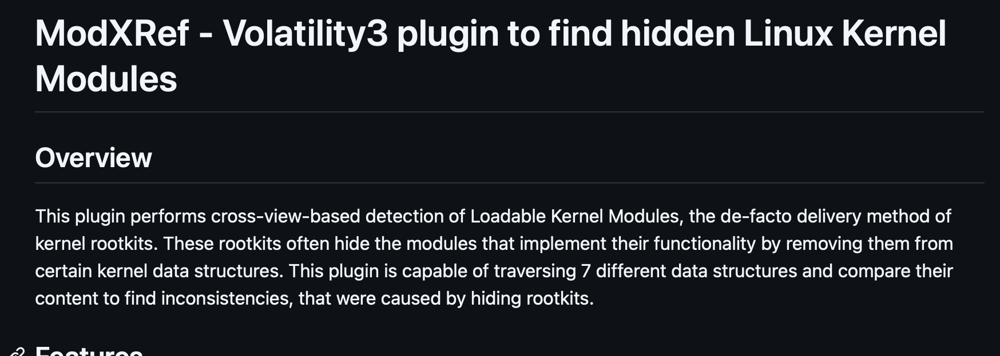 ModXRef - Volatility3 plugin to find hidden Linux Kernel
Modules
Overview
This plugin performs cross-view-based detection of Loadable Kernel Modules, the de-facto delivery method of
kernel rootkits. These rootkits often hide the modules that implement their functionality by removing them from
certain kernel data structures. This plugin is capable of traversing 7 different data structures and compare their
content to find inconsistencies, that were caused by hiding rootkits.
Features